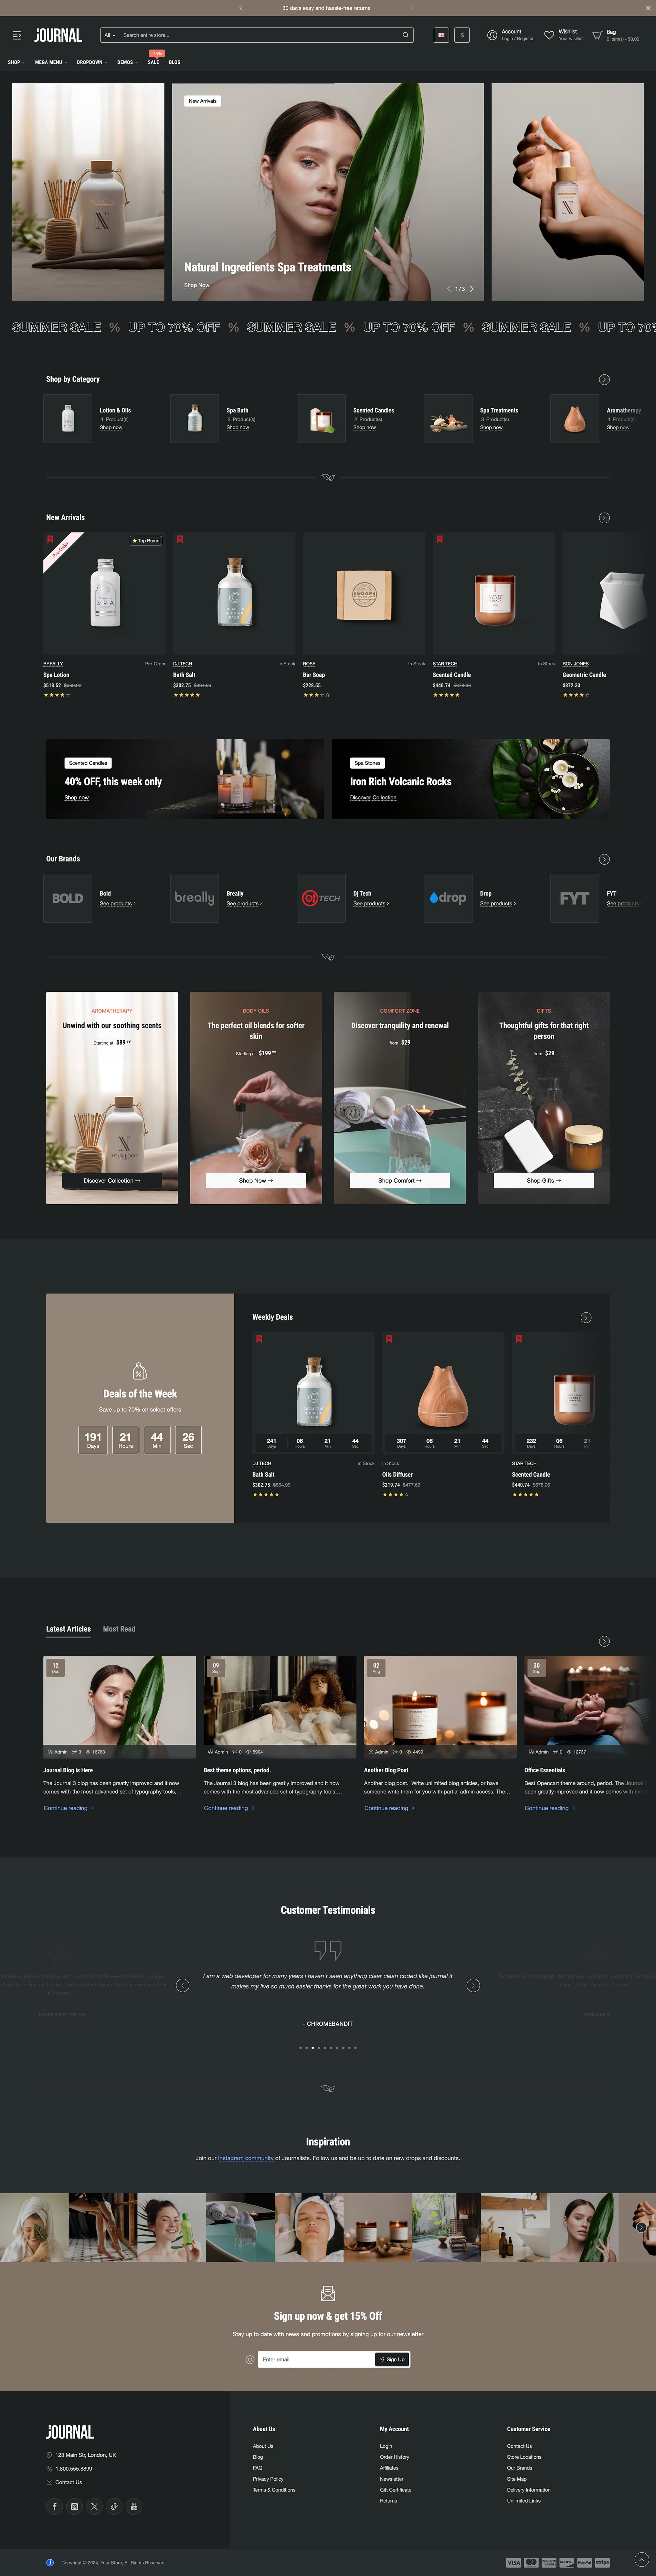 30 days easy and hassle-free returns
JOURNAL
All
Search entire store...
$
Account
Login / Register
Wishlist
Your wishlist
Bag
0 item(s) - $0.00
SHOP
MEGA MENU
DROPDOWN
DEMOS
SALE
BLOG
New Arrivals
Natural Ingredients Spa Treatments
Shop Now
1/3
SUMMER SALE % UP TO 70% OFF % SUMMER SALE % UP TO 70% OFF % SUMMER SALE % UP TO 70%
Shop by Category
Lotion & Oils
1 Product(s)
Shop now
Spa Bath
2 Product(s)
Shop now
Scented Candles
2 Product(s)
Shop now
Spa Treatments
3 Product(s)
Shop now
Aromatherapy
1 Product(s)
Shop now
New Arrivals
Pre-Order
Top Brand
SPA
SOAP
BREALLY
Pre-Order
Spa Lotion
$518.52 $960.22
DJ TECH
In Stock
Bath Salt
$302.75 $864.99
ROSE
In Stock
Bar Soap
$228.55
STAR TECH
In Stock
Scented Candle
$440.74 $679.06
RON JONES
Geometric Candle
$872.33
Scented Candles
40% OFF, this week only
Shop now
Spa Stones
Iron Rich Volcanic Rocks
Discover Collection
Our Brands
BOLD
Bold
See products
breally
Breally
See products
DJ TECH
Dj Tech
See products
drop
Drop
See products
FYT
FYT
See products
AROMATHERAPY
Unwind with our soothing scents
Starting at $89
YOUR LOGO
Discover Collection
BODY OILS
The perfect oil blends for softer
skin
Starting at $199
Shop Now
COMFORT ZONE
Discover tranquility and renewal
from $29
Shop Comfort
GIFTS
Thoughtful gifts for that right
person
from $29
Shop Gifts
Deals of the Week
Save up to 70% on select offers
191 21 44 26
Days Hours Min Sec
Weekly Deals
241 06 21 44
Days Hours Min Sec
DJ TECH
In Stock
Bath Salt
$302.75 $864.99
307 06 21 44
Days Hours Min Sec
In Stock
Oils Diffuser
$219.74 $477.65
232 06 21
Days Hours Min
STAR TECH
Scented Candle
$440.74 $679.06
Latest Articles
Most Read
12
Dec
Admin 3 16783
Journal Blog is Here
The Journal 3 blog has been greatly improved and it now
comes with the most advanced set of typography tools,...
Continue reading
09
Sep
Admin 0 5904
Best theme options, period.
The Journal 3 blog has been greatly improved and it now
comes with the most advanced set of typography tools,...
Continue reading
02
Aug
Admin 0 4499
Another Blog Post
Another blog post. Write unlimited blog articles, or have
someone write them for you with partial admin access. The...
Continue reading
30
Sep
Admin 0 12737
Office Essentials
Best Opencart theme around, period. The Journal 3
been greatly improved and it now comes with the
Continue reading
Customer Testimonials
I am a web developer for many years i haven't seen anything clear clean coded like journal it
makes my live so much easier thanks for the great work you have done.
- CHROMEBANDIT
Inspiration
Join our Instagram community of Journalists. Follow us and be up to date on new drops and discounts.
Sign up now & get 15% Off
Stay up to date with news and promotions by signing up for our newsletter
Enter email
Sign Up
JOURNAL
123 Main Str, London, UK
1.800.555.8899
Contact Us
About Us
About Us
Blog
FAQ
Privacy Policy
Terms & Conditions
My Account
Login
Order History
Affiliates
Newsletter
Gift Certificate
Returns
Customer Service
Contact Us
Store Locations
Our Brands
Site Map
Delivery Information
Unlimited Links
Copyright © 2024, Your Store, All Rights Reserved
VISA
PayPal
stripe